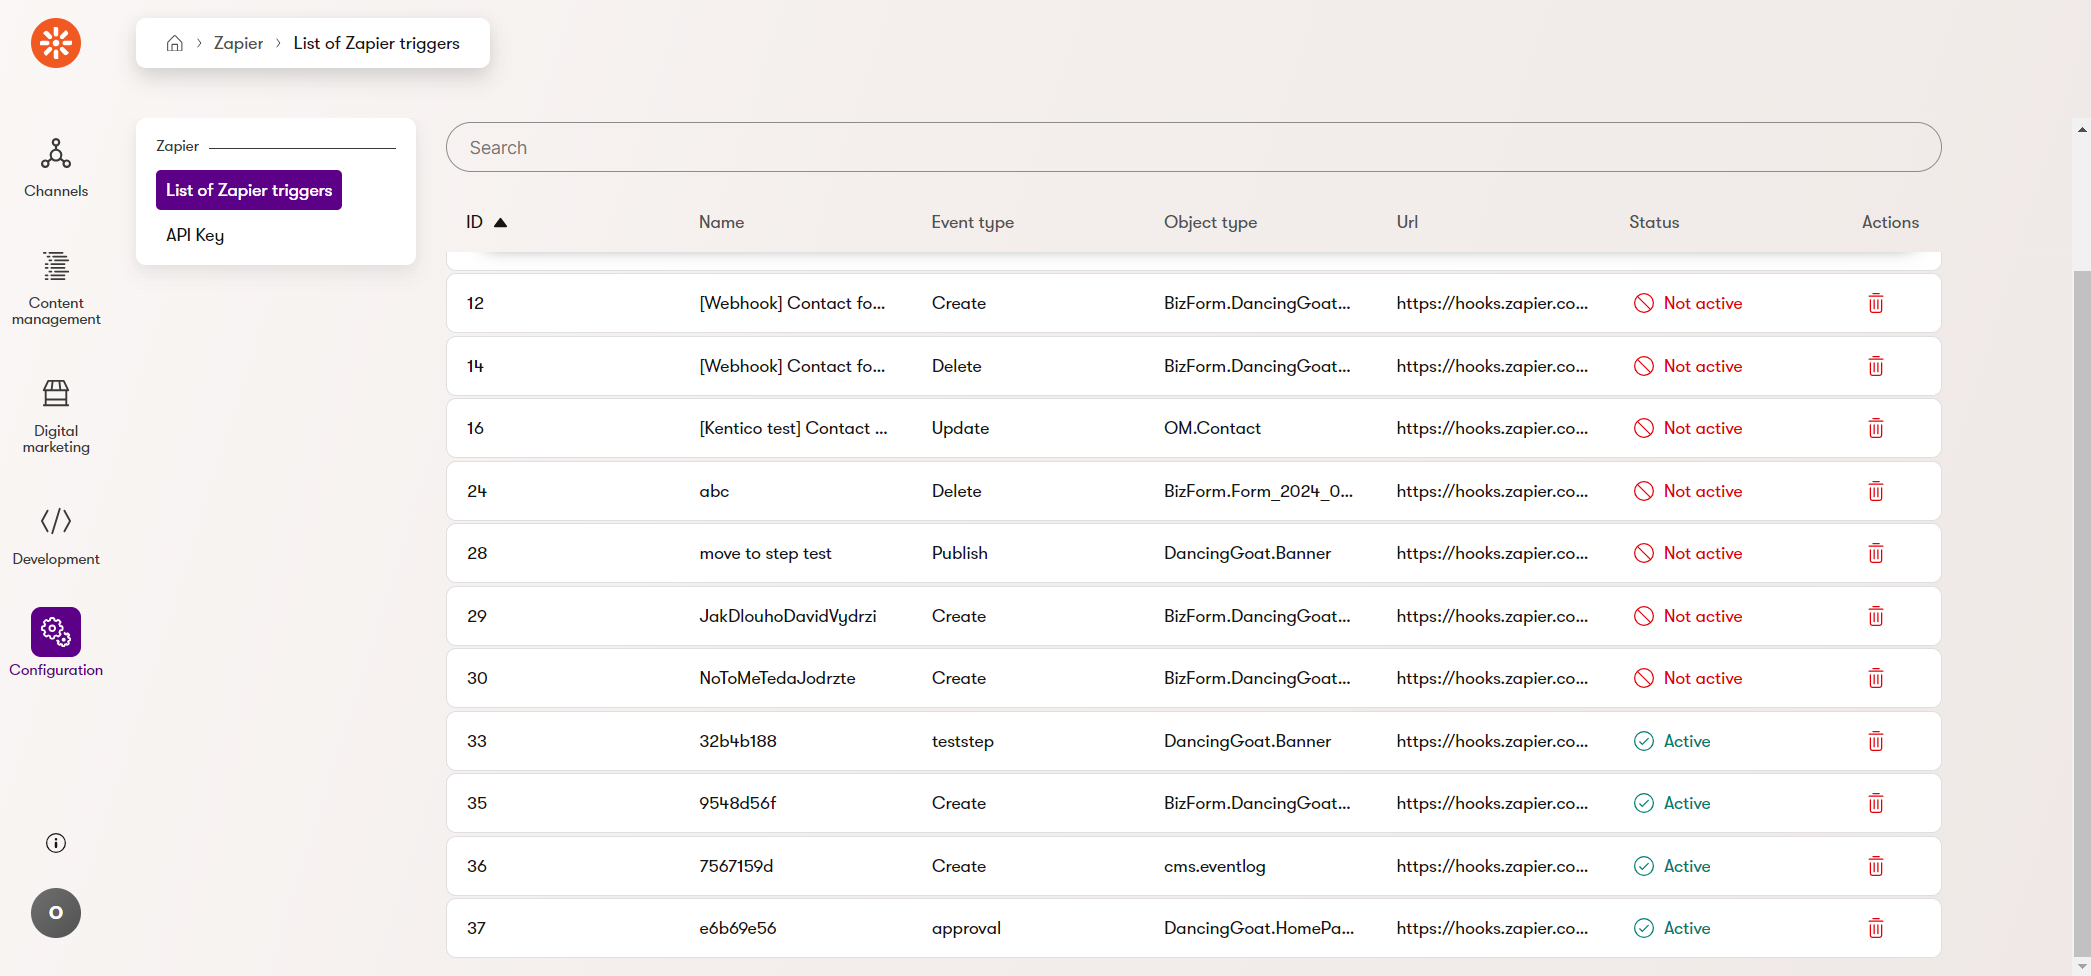 Zapier
List of Zapier triggers
Channels
Content
management
Digital
marketing
Development
Configuration
O
Zapier
List of Zapier triggers
API Key
Search
ID Name Event type Object type Url Status Actions
12 [Webhook] Contact fo... Create BizForm.DancingGoat... https://hooks.zapier.co... Not active
14 [Webhook] Contact fo... Delete BizForm.DancingGoat... https://hooks.zapier.co... Not active
16 [Kentico test] Contact ... Update OM.Contact https://hooks.zapier.co... Not active
24 abc Delete BizForm.Form_2024_0... https://hooks.zapier.co... Not active
28 move to step test Publish DancingGoat.Banner https://hooks.zapier.co... Not active
29 JakDlouhoDavidVydrzi Create BizForm.DancingGoat... https://hooks.zapier.co... Not active
30 NoToMeTedaJodrzte Create BizForm.DancingGoat... https://hooks.zapier.co... Not active
33 32b4b188 teststep DancingGoat.Banner https://hooks.zapier.co... Active
35 9548d56f Create BizForm.DancingGoat... https://hooks.zapier.co... Active
36 7567159d Create cms.eventlog https://hooks.zapier.co... Active
37 e6b69e56 approval DancingGoat.HomePa... https://hooks.zapier.co... Active